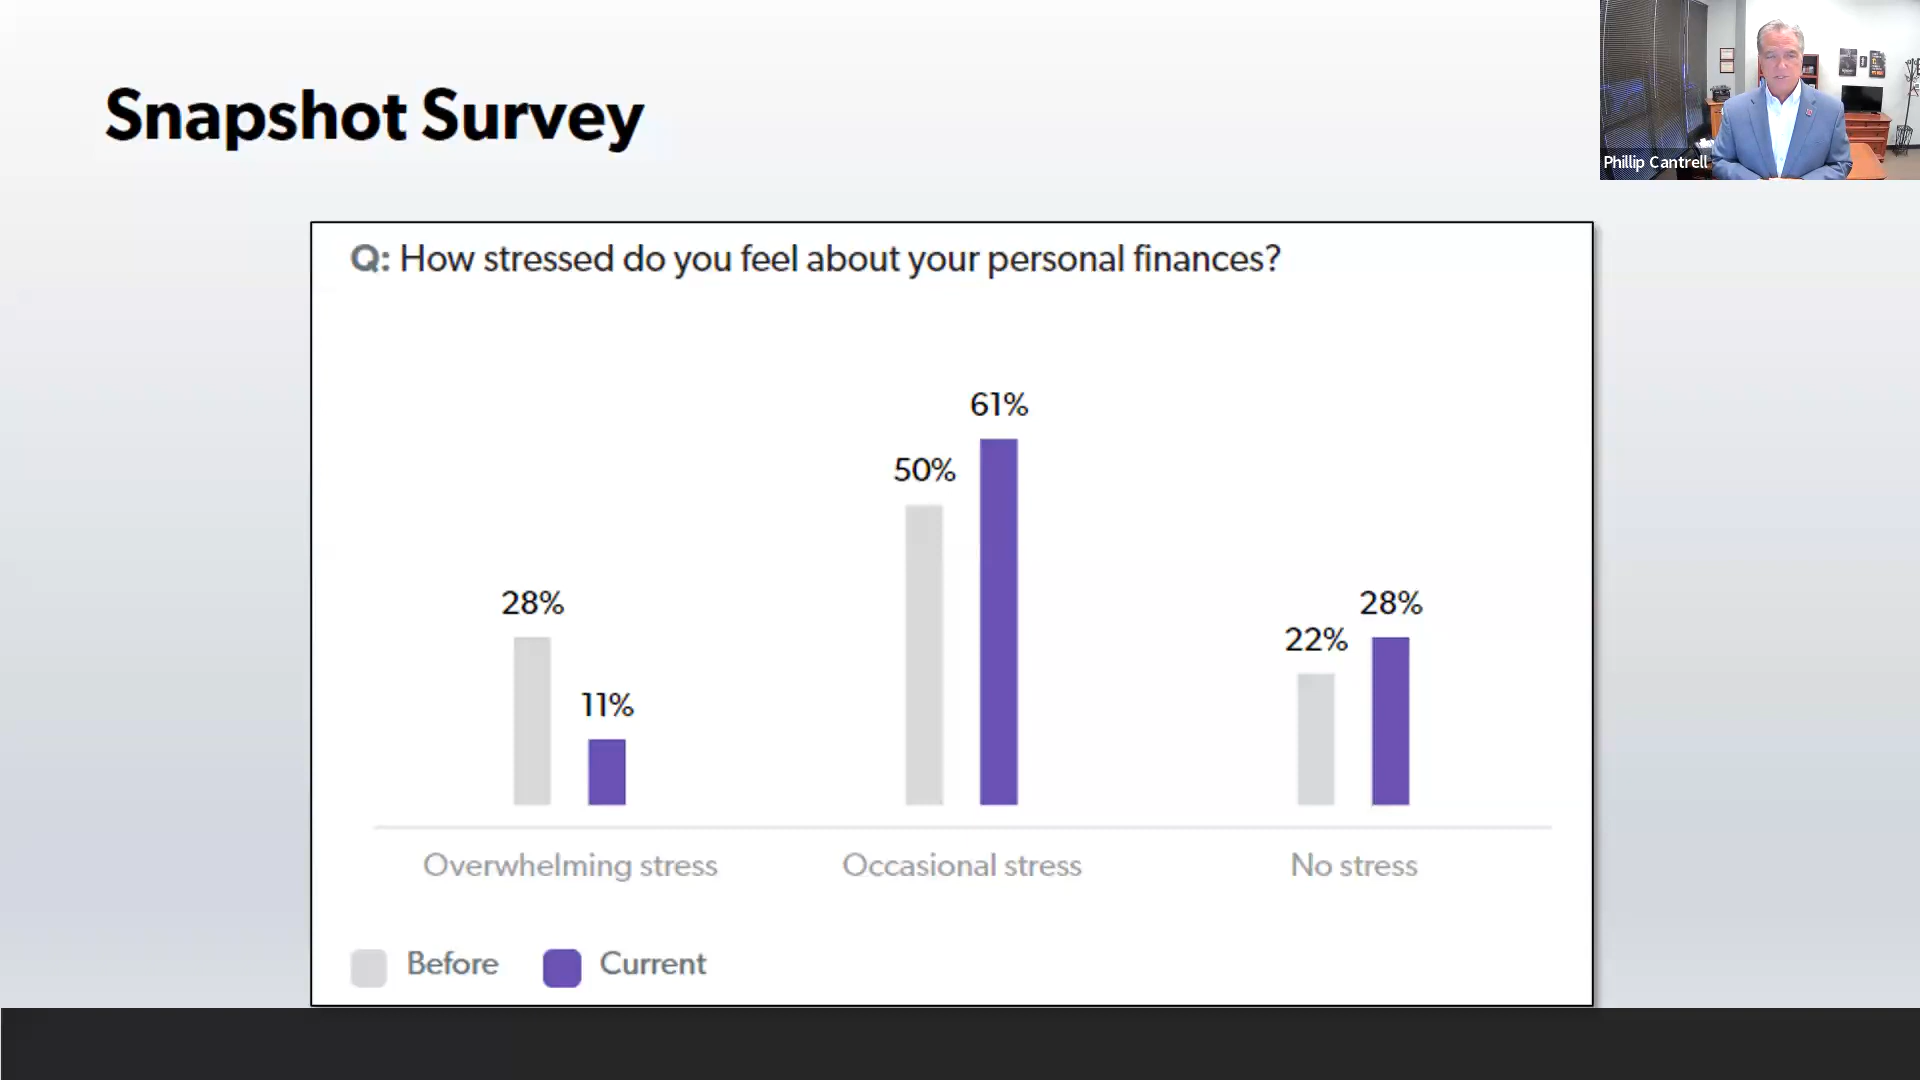 Snapshot Survey
Phillip Cantrell
Q: How stressed do you feel about your personal finances?
28%
11%
50%
61%
22%
28%
Overwhelming stress
Occasional stress
No stress
Before
Current